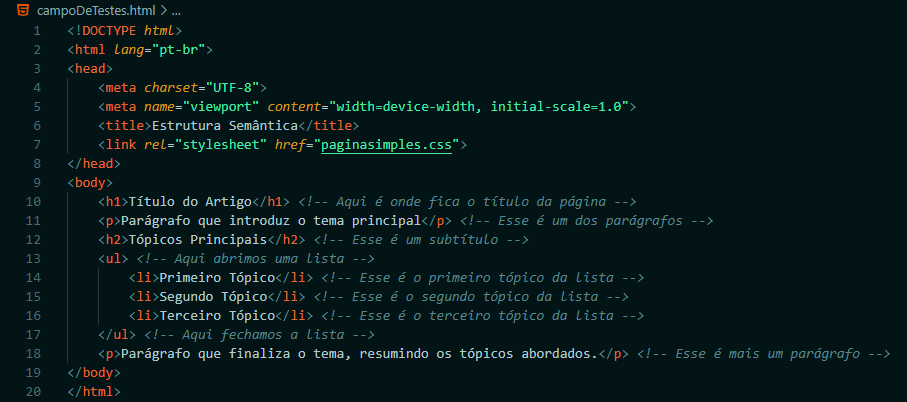 campoDeTestes.html > ...
1 <!DOCTYPE html>
2 <html lang="pt-br">
3 <head>
4     <meta charset="UTF-8">
5     <meta name="viewport" content="width=device-width, initial-scale=1.0">
6     <title>Estrutura Semântica</title>
7     <link rel="stylesheet" href="paginasimples.css">
8 </head>
9 <body>
10     <h1>Título do Artigo</h1> <!-- Aqui é onde fica o título da página -->
11     <p>Parágrafo que introduz o tema principal</p> <!-- Esse é um dos parágrafos -->
12     <h2>Tópicos Principais</h2> <!-- Esse é um subtítulo -->
13     <ul> <!-- Aqui abrimos uma lista -->
14         <li>Primeiro Tópico</li> <!-- Esse é o primeiro tópico da lista -->
15         <li>Segundo Tópico</li> <!-- Esse é o segundo tópico da lista -->
16         <li>Terceiro Tópico</li> <!-- Esse é o terceiro tópico da lista -->
17     </ul> <!-- Aqui fechamos a lista -->
18     <p>Parágrafo que finaliza o tema, resumindo os tópicos abordados.</p> <!-- Esse é mais um parágrafo -->
19 </body>
20 </html>